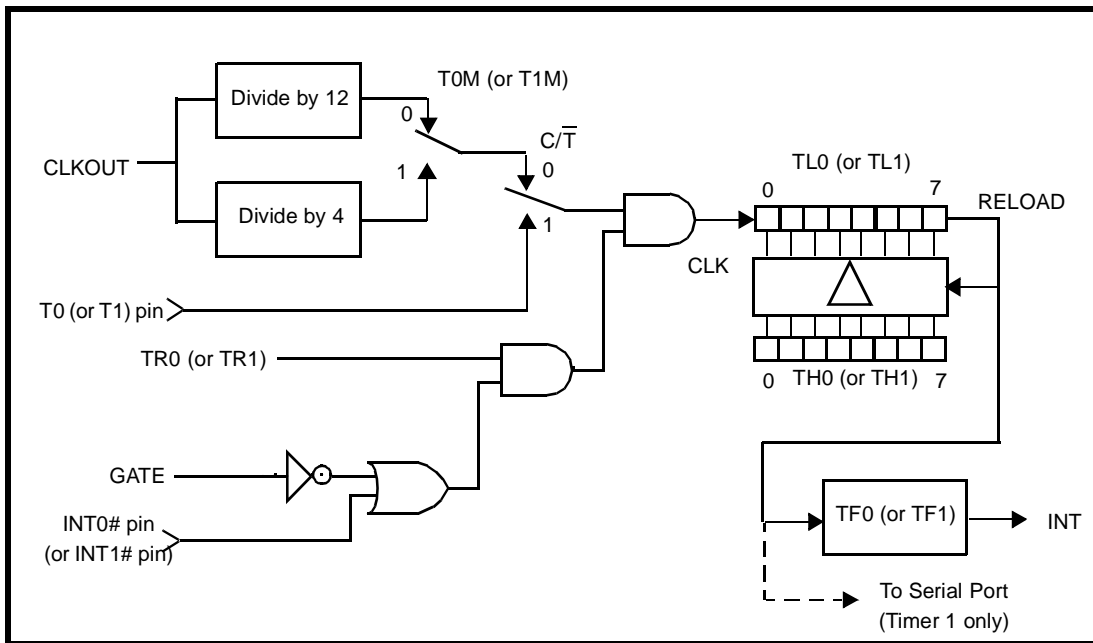 T0M (or T1M)
Divide by 12
0
C/T̅
CLKOUT
1
0
TL0 (or TL1)
0
7
Divide by 4
1
RELOAD
CLK
T0 (or T1) pin
TR0 (or TR1)
0
TH0 (or TH1)
7
GATE
INT0# pin
(or INT1# pin)
TF0 (or TF1)
INT
To Serial Port
(Timer 1 only)